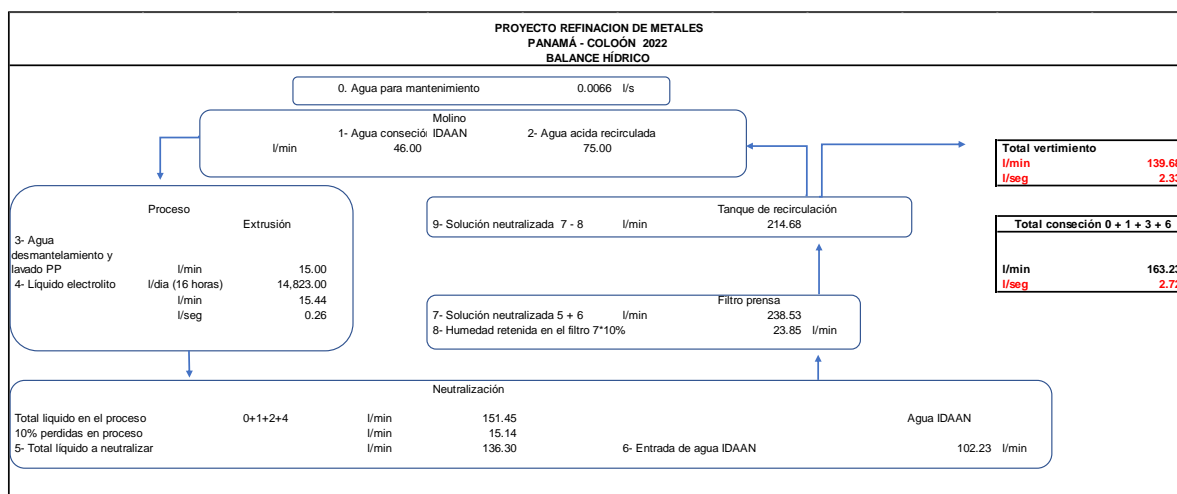 PROYECTO REFINACION DE METALES
PANAMÁ - COLOÓN 2022
BALANCE HÍDRICO
0. Agua para mantenimiento 0.0066 l/s
Molino
1- Agua conseció IDAAN 2- Agua acida recirculada
l/min 46.00 75.00
Total vertimiento
l/min 139.68
l/seg 2.33
Proceso
Extrusión
3- Agua
desmantelamiento y
lavado PP l/min 15.00
4- Líquido electrolito l/dia (16 horas) 14,823.00
l/min 15.44
l/seg 0.26
Tanque de recirculación
9- Solución neutralizada 7 - 8 l/min 214.68
Total conseción 0 + 1 + 3 + 6
l/min 163.23
l/seg 2.72
Filtro prensa
7- Solución neutralizada 5 + 6 l/min 238.53
8- Humedad retenida en el filtro 7*10% 23.85 l/min
Neutralización
Total liquido en el proceso 0+1+2+4 l/min 151.45 Agua IDAAN
10% perdidas en proceso l/min 15.14
5- Total líquido a neutralizar l/min 136.30 6- Entrada de agua IDAAN 102.23 l/min